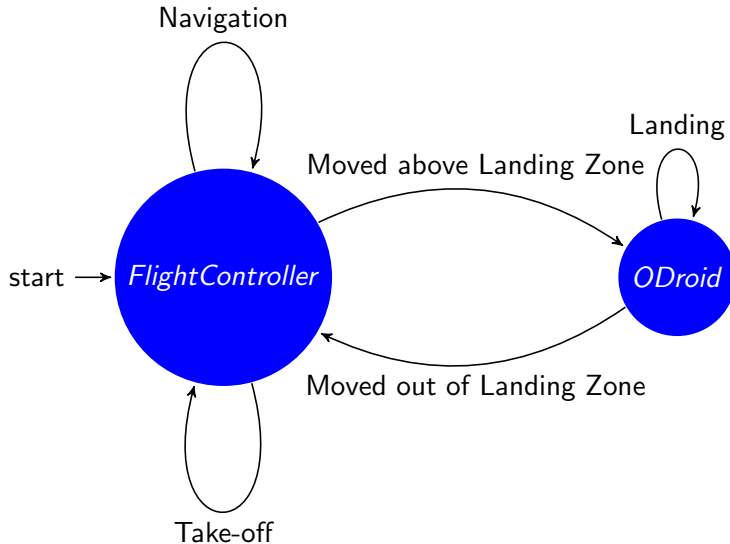 Navigation
Landing
Moved above Landing Zone
start
FlightController
ODroid
Moved out of Landing Zone
Take-off